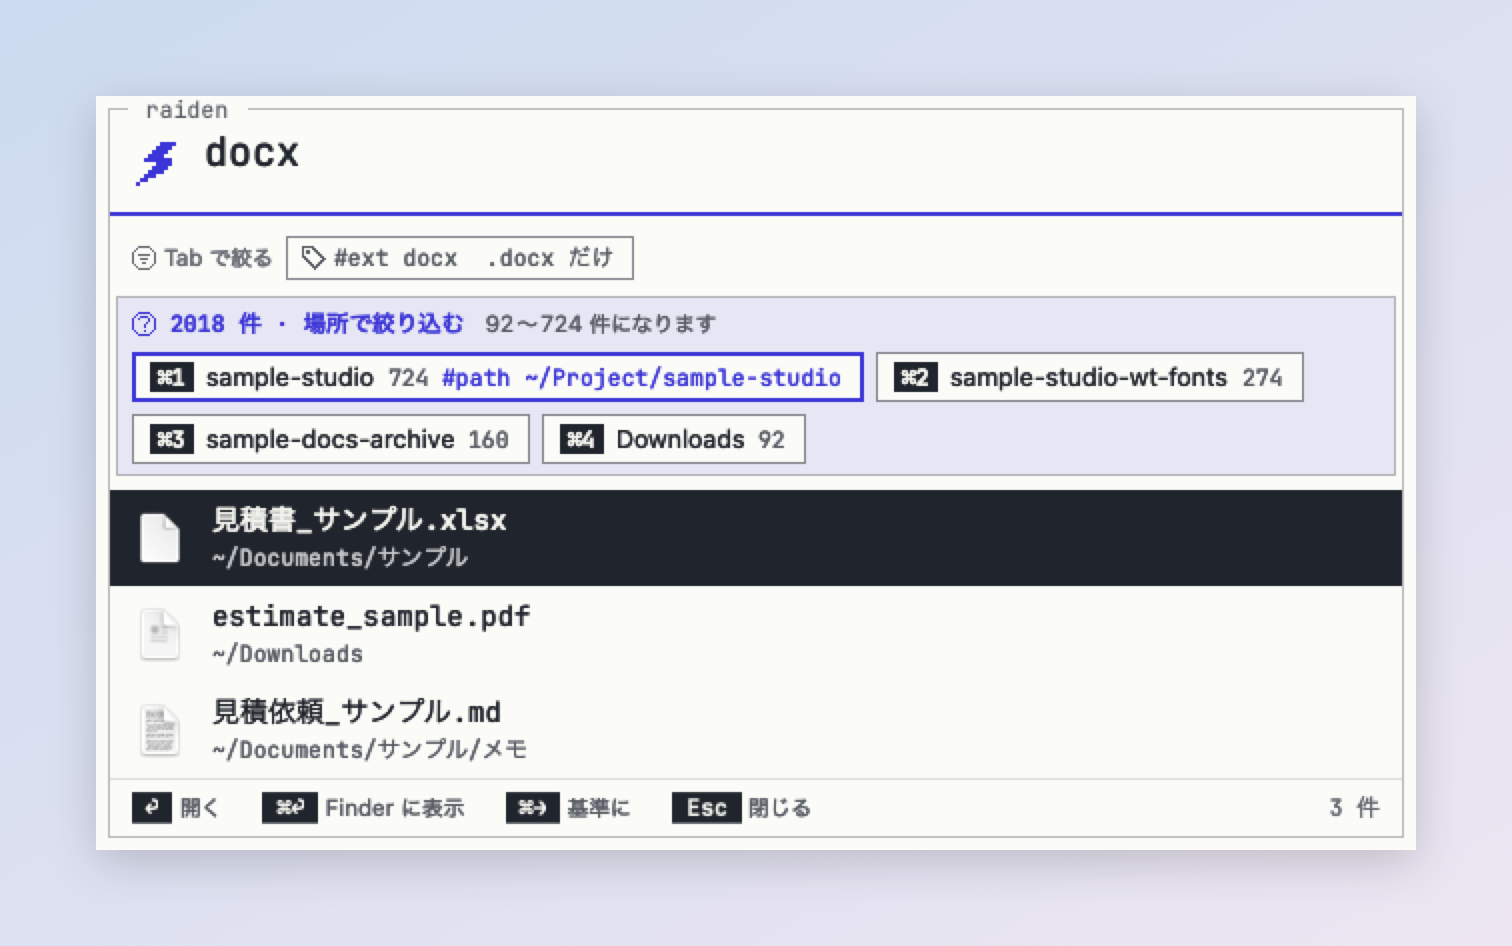 raiden
docx
Tab で絞る #ext docx .docx だけ
2018 件 · 場所で絞り込む 92～724 件になります
⌘1 sample-studio 724 #path ~/Project/sample-studio ⌘2 sample-studio-wt-fonts 274
⌘3 sample-docs-archive 160 ⌘4 Downloads 92
見積書_サンプル.xlsx
~/Documents/サンプル
estimate_sample.pdf
~/Downloads
見積依頼_サンプル.md
~/Documents/サンプル/メモ
⏎ 開く ⌘⏎ Finder に表示 ⌘→ 基準に Esc 閉じる 3 件